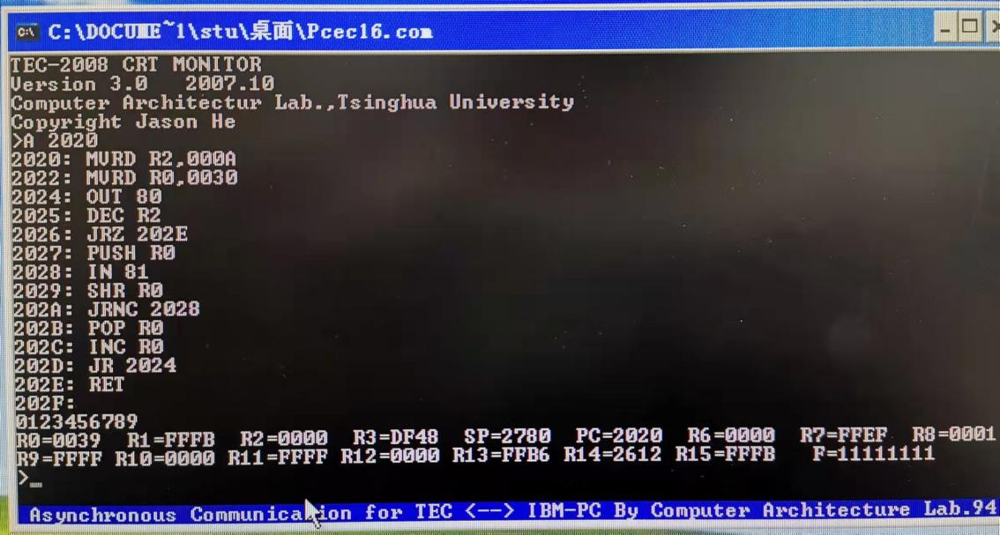 C:\DOCUME~1\stu\桌面\Pcec16.com
TEC-2008 CRT MONITOR
Version 3.0   2007.10
Computer Architectur Lab.,Tsinghua University
Copyright Jason He
>A 2020
2020: MVRD R2,000A
2022: MVRD R0,0030
2024: OUT 80
2025: DEC R2
2026: JRZ 202E
2027: PUSH R0
2028: IN 81
2029: SHR R0
202A: JRNC 2028
202B: POP R0
202C: INC R0
202D: JR 2024
202E: RET
202F:
0123456789
R0=0039  R1=FFFB  R2=0000  R3=DF48  SP=2780  PC=2020  R6=0000  R7=FFEF  R8=0001
R9=FFFF R10=0000 R11=FFFF R12=0000 R13=FFB6 R14=2612 R15=FFFB   F=11111111
>_
Asynchronous Communication for TEC <--> IBM-PC By Computer Architecture Lab.94